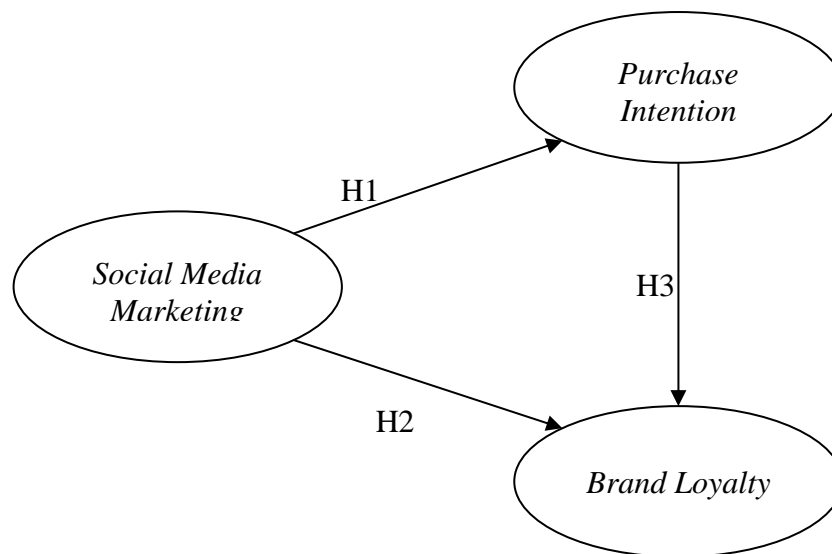 Purchase
Intention
H1
Social Media
Marketing
H3
H2
Brand Loyalty